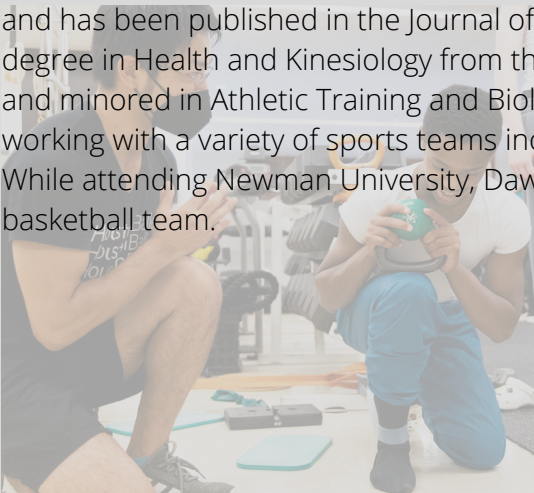 and has been published in the Journal of
degree in Health and Kinesiology from
and minored in Athletic Training and
working with a variety of sports teams
While attending Newman University,
basketball team.